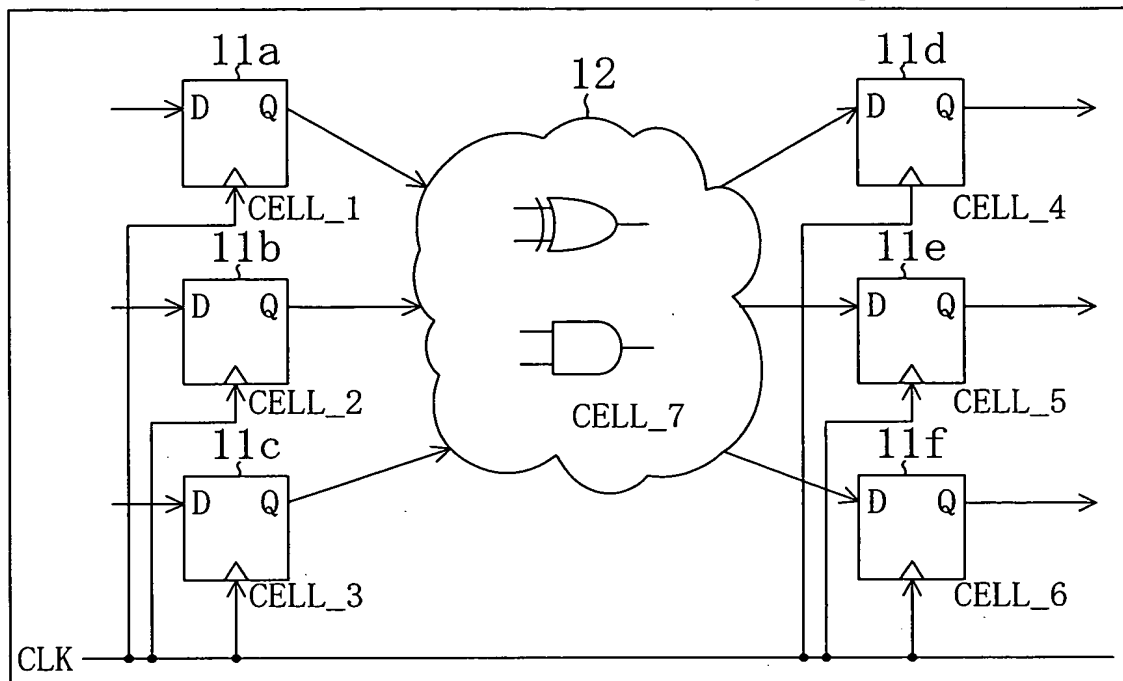 11a
D Q
CELL_1
11b
D Q
CELL_2
11c
D Q
CELL_3
12
CELL_7
11d
D Q
CELL_4
11e
D Q
CELL_5
11f
D Q
CELL_6
CLK